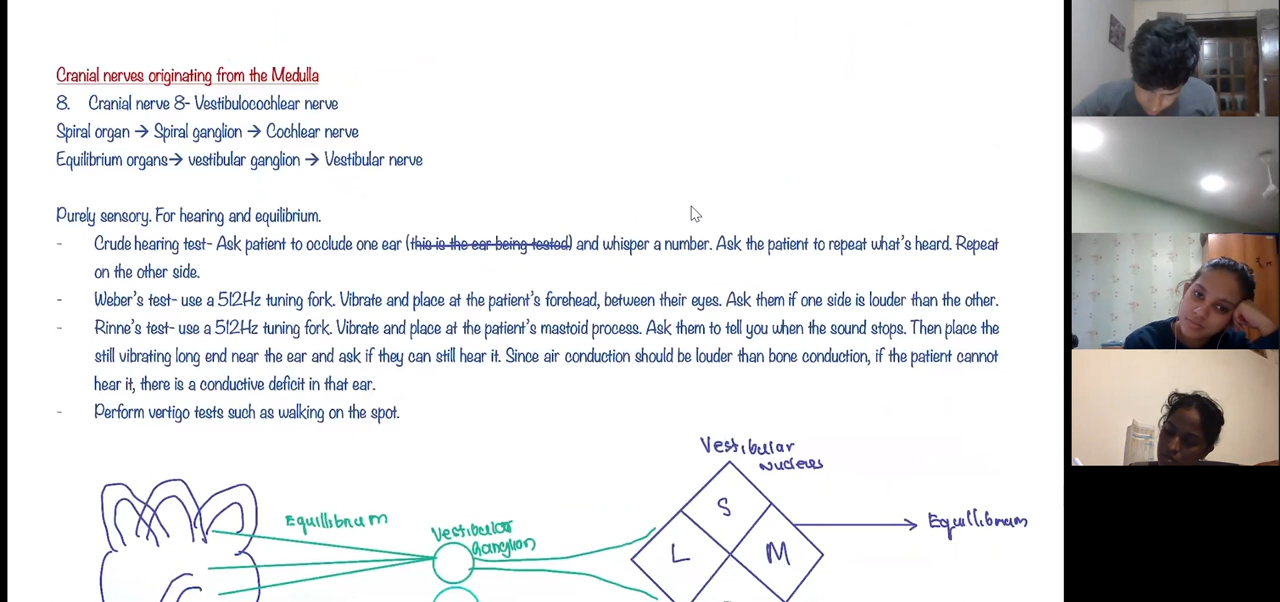 Cranial nerves originating from the Medulla
8. Cranial nerve 8- Vestibulocochlear nerve
Spiral organ → Spiral ganglion → Cochlear nerve
Equilibrium organs→ vestibular ganglion → Vestibular nerve
Purely sensory. For hearing and equilibrium.
- Crude hearing test- Ask patient to occlude one ear (this is the ear being tested) and whisper a number. Ask the patient to repeat what's heard. Repeat
on the other side.
- Weber's test- use a 512Hz tuning fork. Vibrate and place at the patient's forehead, between their eyes. Ask them if one side is louder than the other.
- Rinne's test- use a 512Hz tuning fork. Vibrate and place at the patient's mastoid process. Ask them to tell you when the sound stops. Then place the
still vibrating long end near the ear and ask if they can still hear it. Since air conduction should be louder than bone conduction, if the patient cannot
hear it, there is a conductive deficit in that ear.
- Perform vertigo tests such as walking on the spot.
Vestibular
nucleus
S
Equillibrium
Vestibular
Ganglion
Equillibrium
L
M